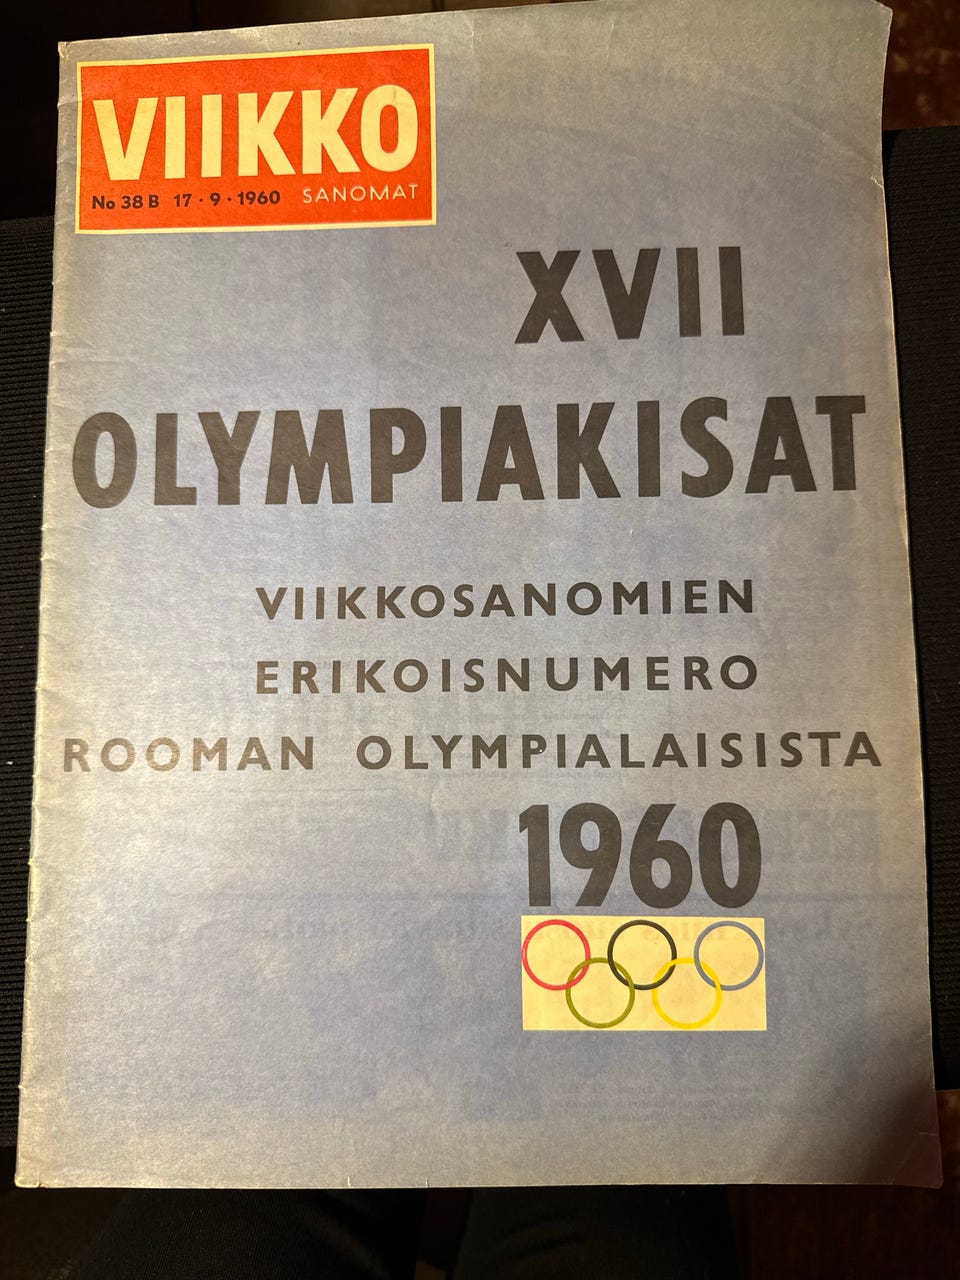 VIIKKO
No 38 B 17 · 9 · 1960 SANOMAT
XVII
OLYMPIAKISAT
VIIKKOSANOMIEN
ERIKOISNUMERO
ROOMAN OLYMPIALAISISTA
1960